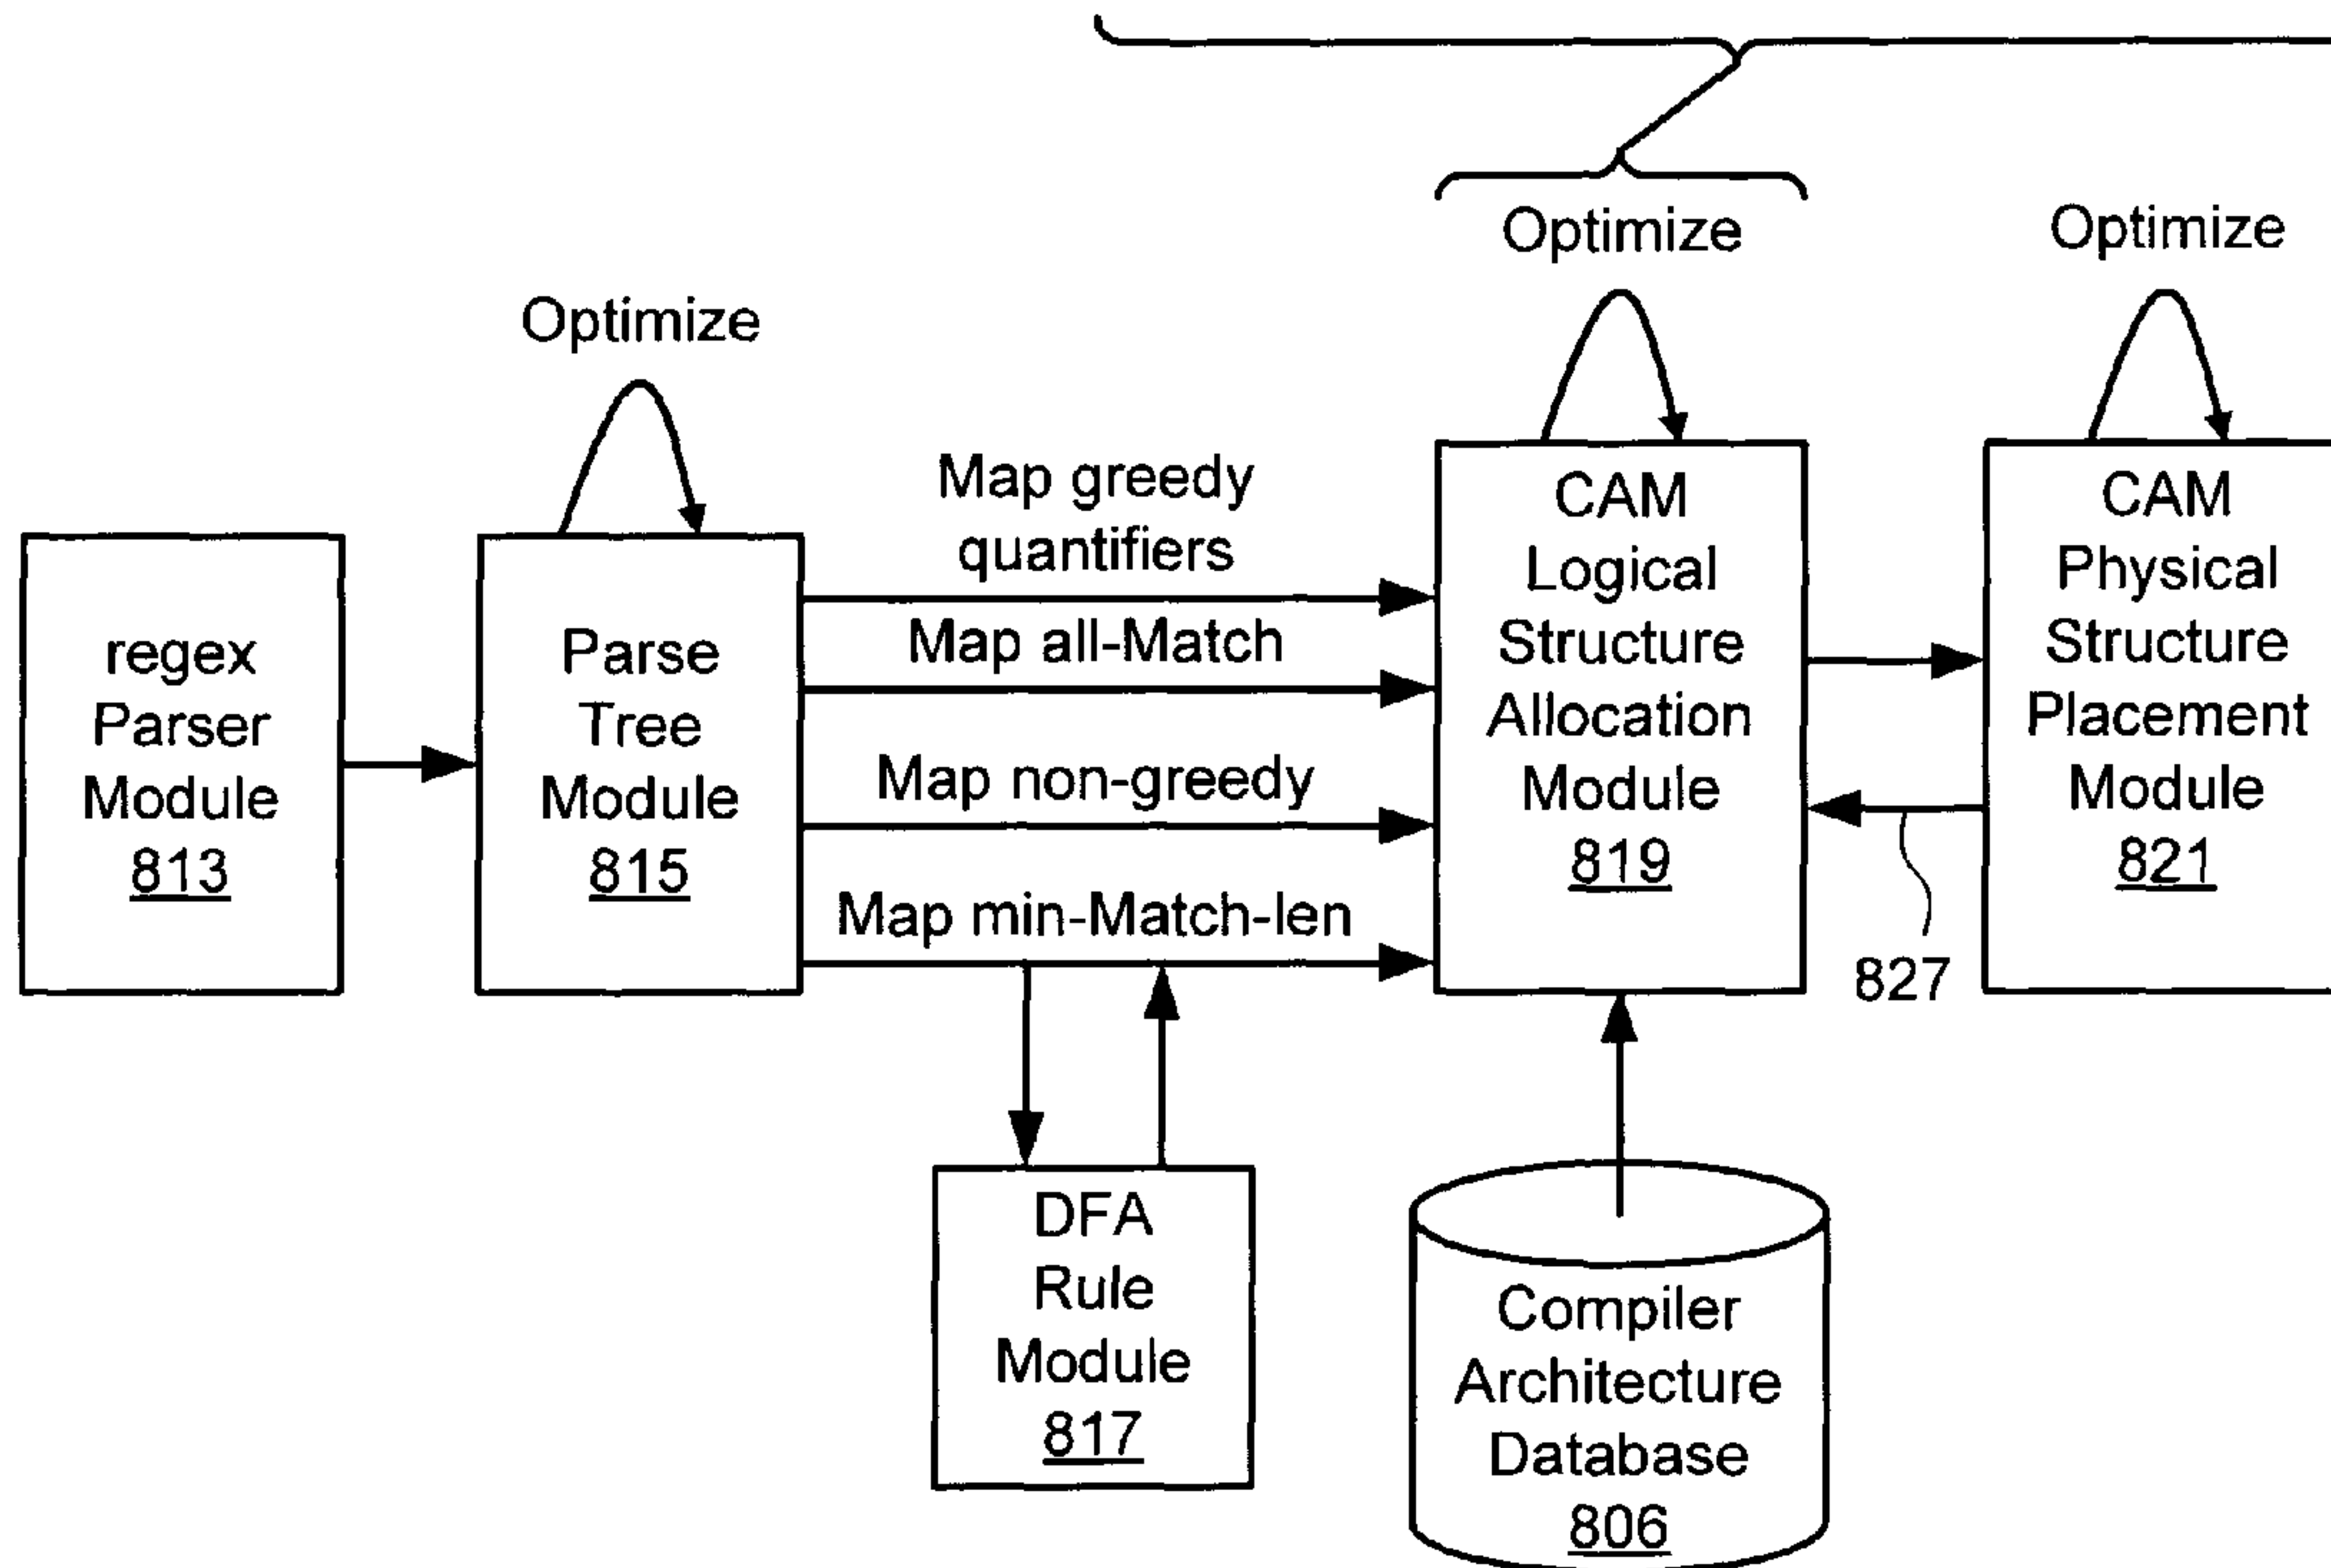 Optimize
Optimize
Optimize
regex
Parser
Module
813
Parse
Tree
Module
815
Map greedy
quantifiers
Map all-Match
Map non-greedy
Map min-Match-len
CAM
Logical
Structure
Allocation
Module
819
CAM
Physical
Structure
Placement
Module
821
827
DFA
Rule
Module
817
Compiler
Architecture
Database
806